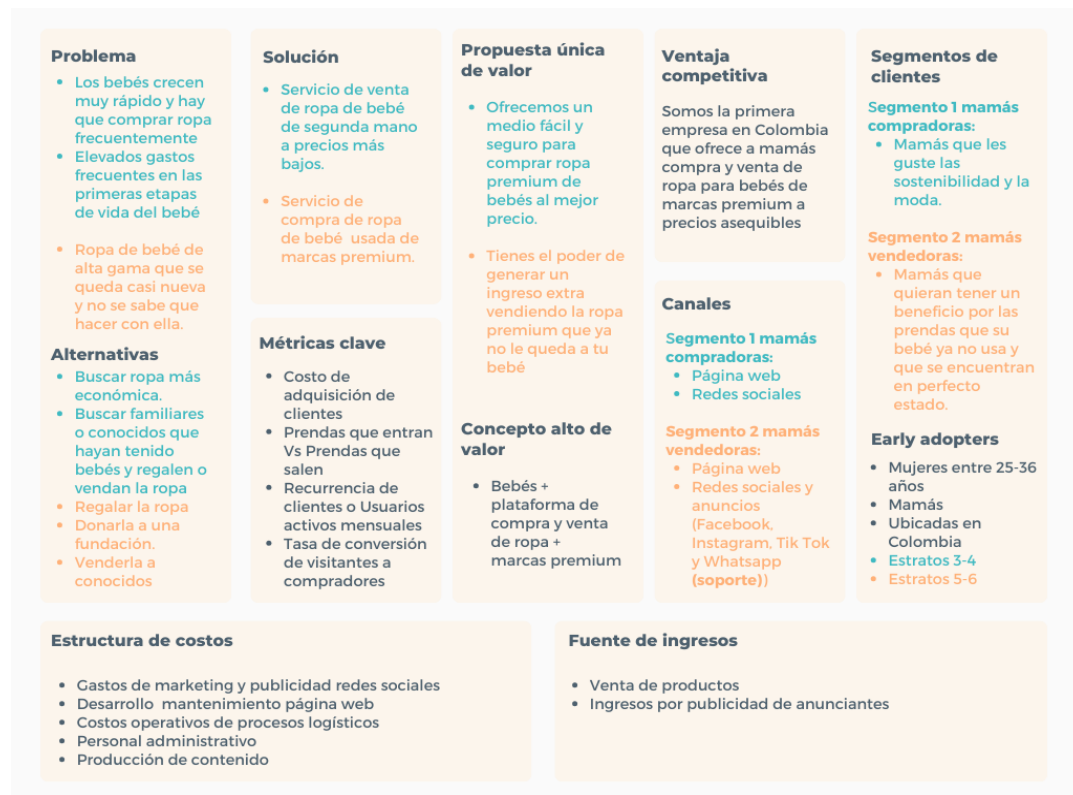 Problema
Los bebés crecen
muy rápido y hay
que comprar ropa
frecuentemente
Elevados gastos
frecuentes en las
primeras etapas
de vida del bebé
Ropa de bebé de
alta gama que se
queda casi nueva
y no se sabe que
hacer con ella.
Alternativas
Buscar ropa más
económica.
Buscar familiares
o conocidos que
hayan tenido
bebés y regalen o
vendan la ropa
Regalar la ropa
Donarla a una
fundación.
Venderla a
conocidos
Solución
Servicio de venta
de ropa de bebé
de segunda mano
a precios más
bajos.
Servicio de
compra de ropa
de bebé usada de
marcas premium.
Métricas clave
Costo de
adquisición de
clientes
Prendas que entran
Vs Prendas que
salen
Recurrencia de
clientes o Usuarios
activos mensuales
Tasa de conversión
de visitantes a
compradores
Propuesta única
de valor
Ofrecemos un
medio fácil y
seguro para
comprar ropa
premium de
bebés al mejor
precio.
Tienes el poder de
generar un
ingreso extra
vendiendo la ropa
premium que ya
no le queda a tu
bebé
Concepto alto de
valor
Bebés +
plataforma de
compra y venta
de ropa +
marcas premium
Ventaja
competitiva
Somos la primera
empresa en Colombia
que ofrece a mamás
compra y venta de
ropa para bebés de
marcas premium a
precios asequibles
Canales
Segmento 1 mamás
compradoras:
Página web
Redes sociales
Segmento 2 mamás
vendedoras:
Página web
Redes sociales y
anuncios
(Facebook,
Instagram, Tik Tok
y Whatsapp
(soporte))
Segmentos de
clientes
Segmento 1 mamás
compradoras:
Mamás que les
guste las
sostenibilidad y la
moda.
Segmento 2 mamás
vendedoras:
Mamás que
quieran tener un
beneficio por las
prendas que su
bebé ya no usa y
que se encuentran
en perfecto
estado.
Early adopters
Mujeres entre 25-36
años
Mamás
Ubicadas en
Colombia
Estratos 3-4
Estratos 5-6
Estructura de costos
Gastos de marketing y publicidad redes sociales
Desarrollo mantenimiento página web
Costos operativos de procesos logísticos
Personal administrativo
Producción de contenido
Fuente de ingresos
Venta de productos
Ingresos por publicidad de anunciantes